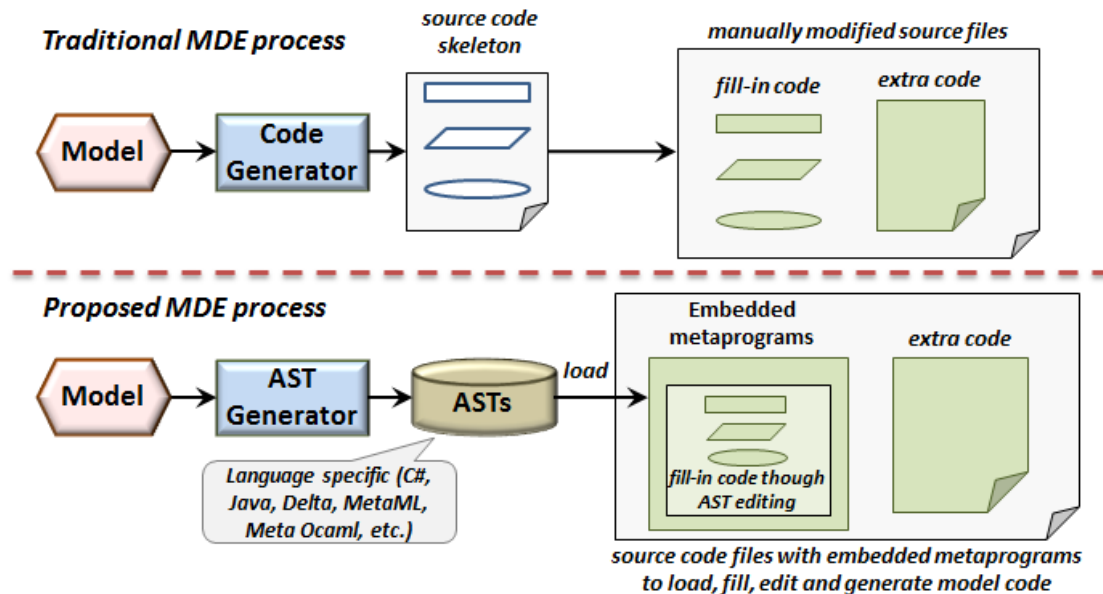 Traditional MDE process
source code
skeleton
manually modified source files
fill-in code
extra code
Model
Code
Generator
Proposed MDE process
Embedded
metaprograms
extra code
load
Model
AST
Generator
ASTs
fill-in code though
AST editing
Language specific (C#,
Java, Delta, MetaML,
Meta Ocaml, etc.)
source code files with embedded metaprograms
to load, fill, edit and generate model code